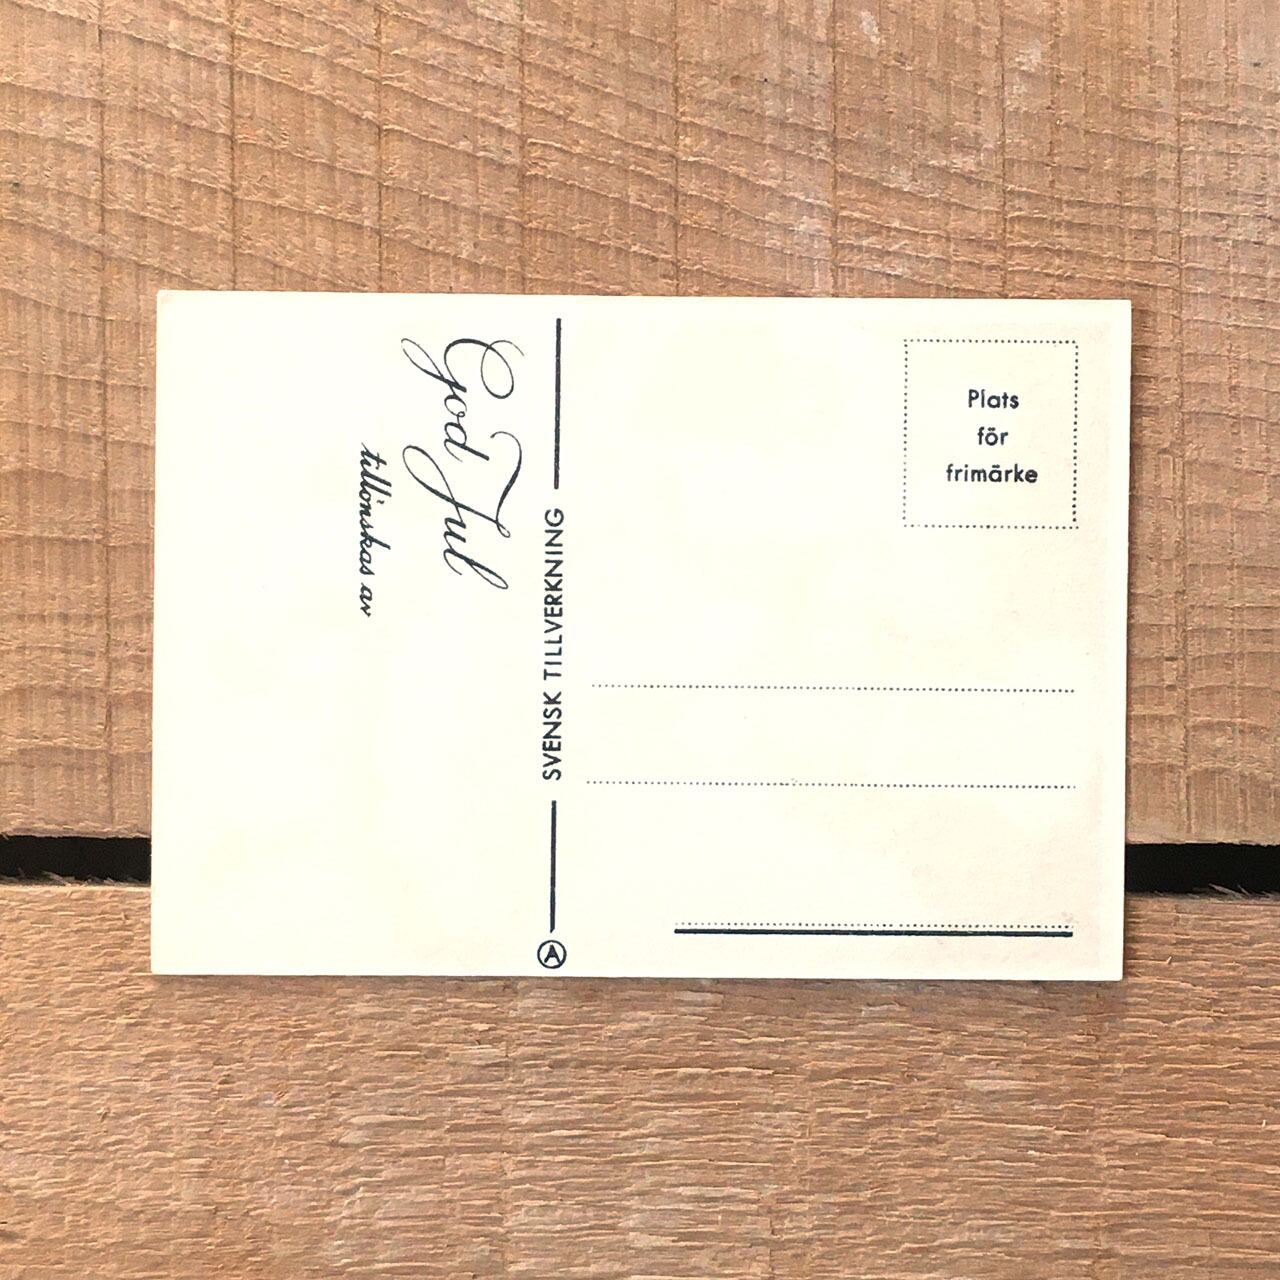 God Jul
tillönskas av
SVENSK TILLVERKNING
A
Plats
för
frimärke